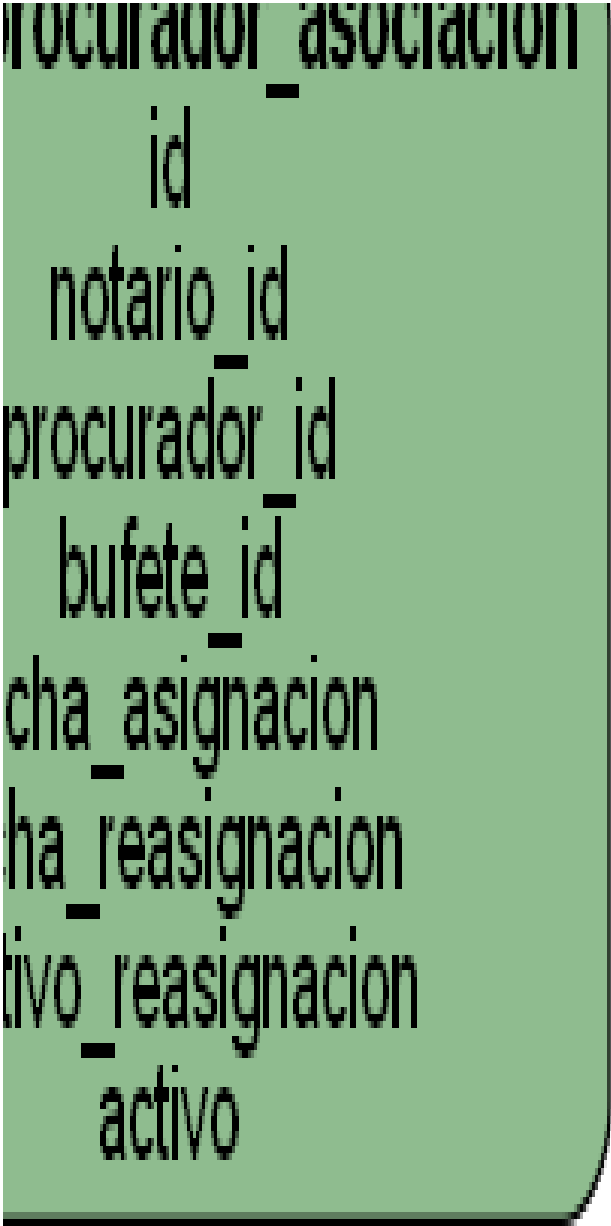 procurador_asociacion
id
notario_id
procurador_id
bufete_id
cha_asignacion
cha_reasignacion
tivo_reasignacion
activo